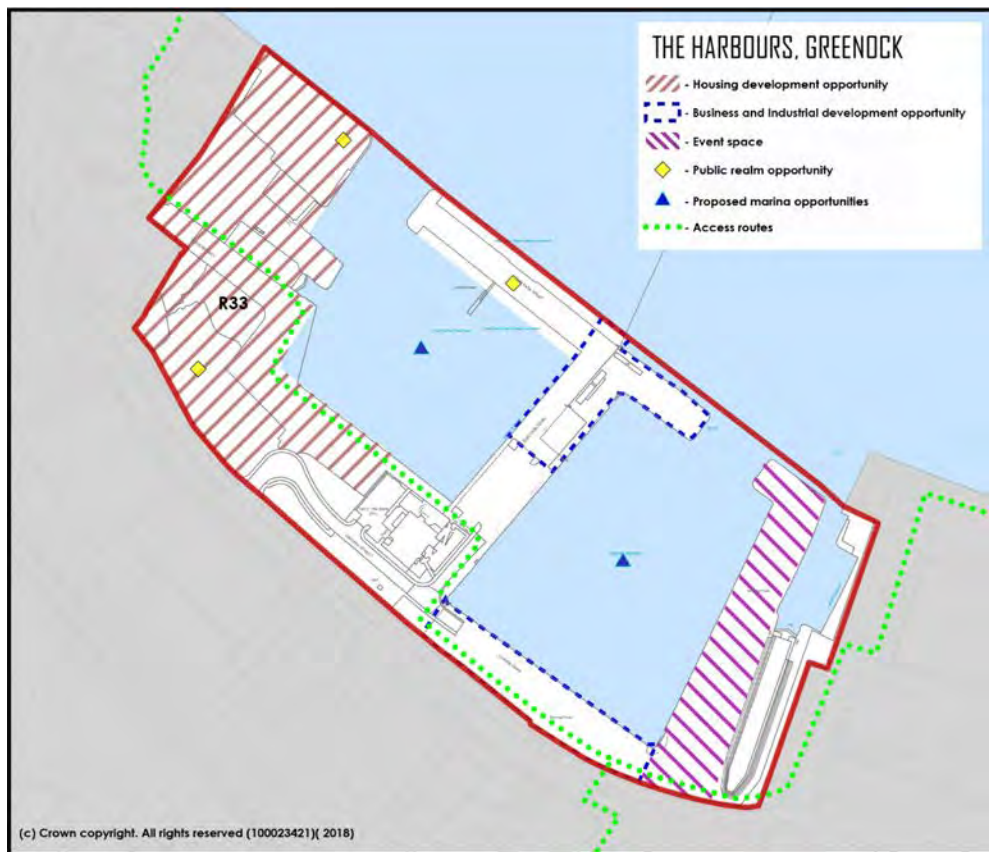 THE HARBOURS, GREENOCK
- Housing development opportunity
- Business and Industrial development opportunity
- Event space
- Public realm opportunity
- Proposed marina opportunities
- Access routes
R33
(c) Crown copyright. All rights reserved (100023421)( 2018)